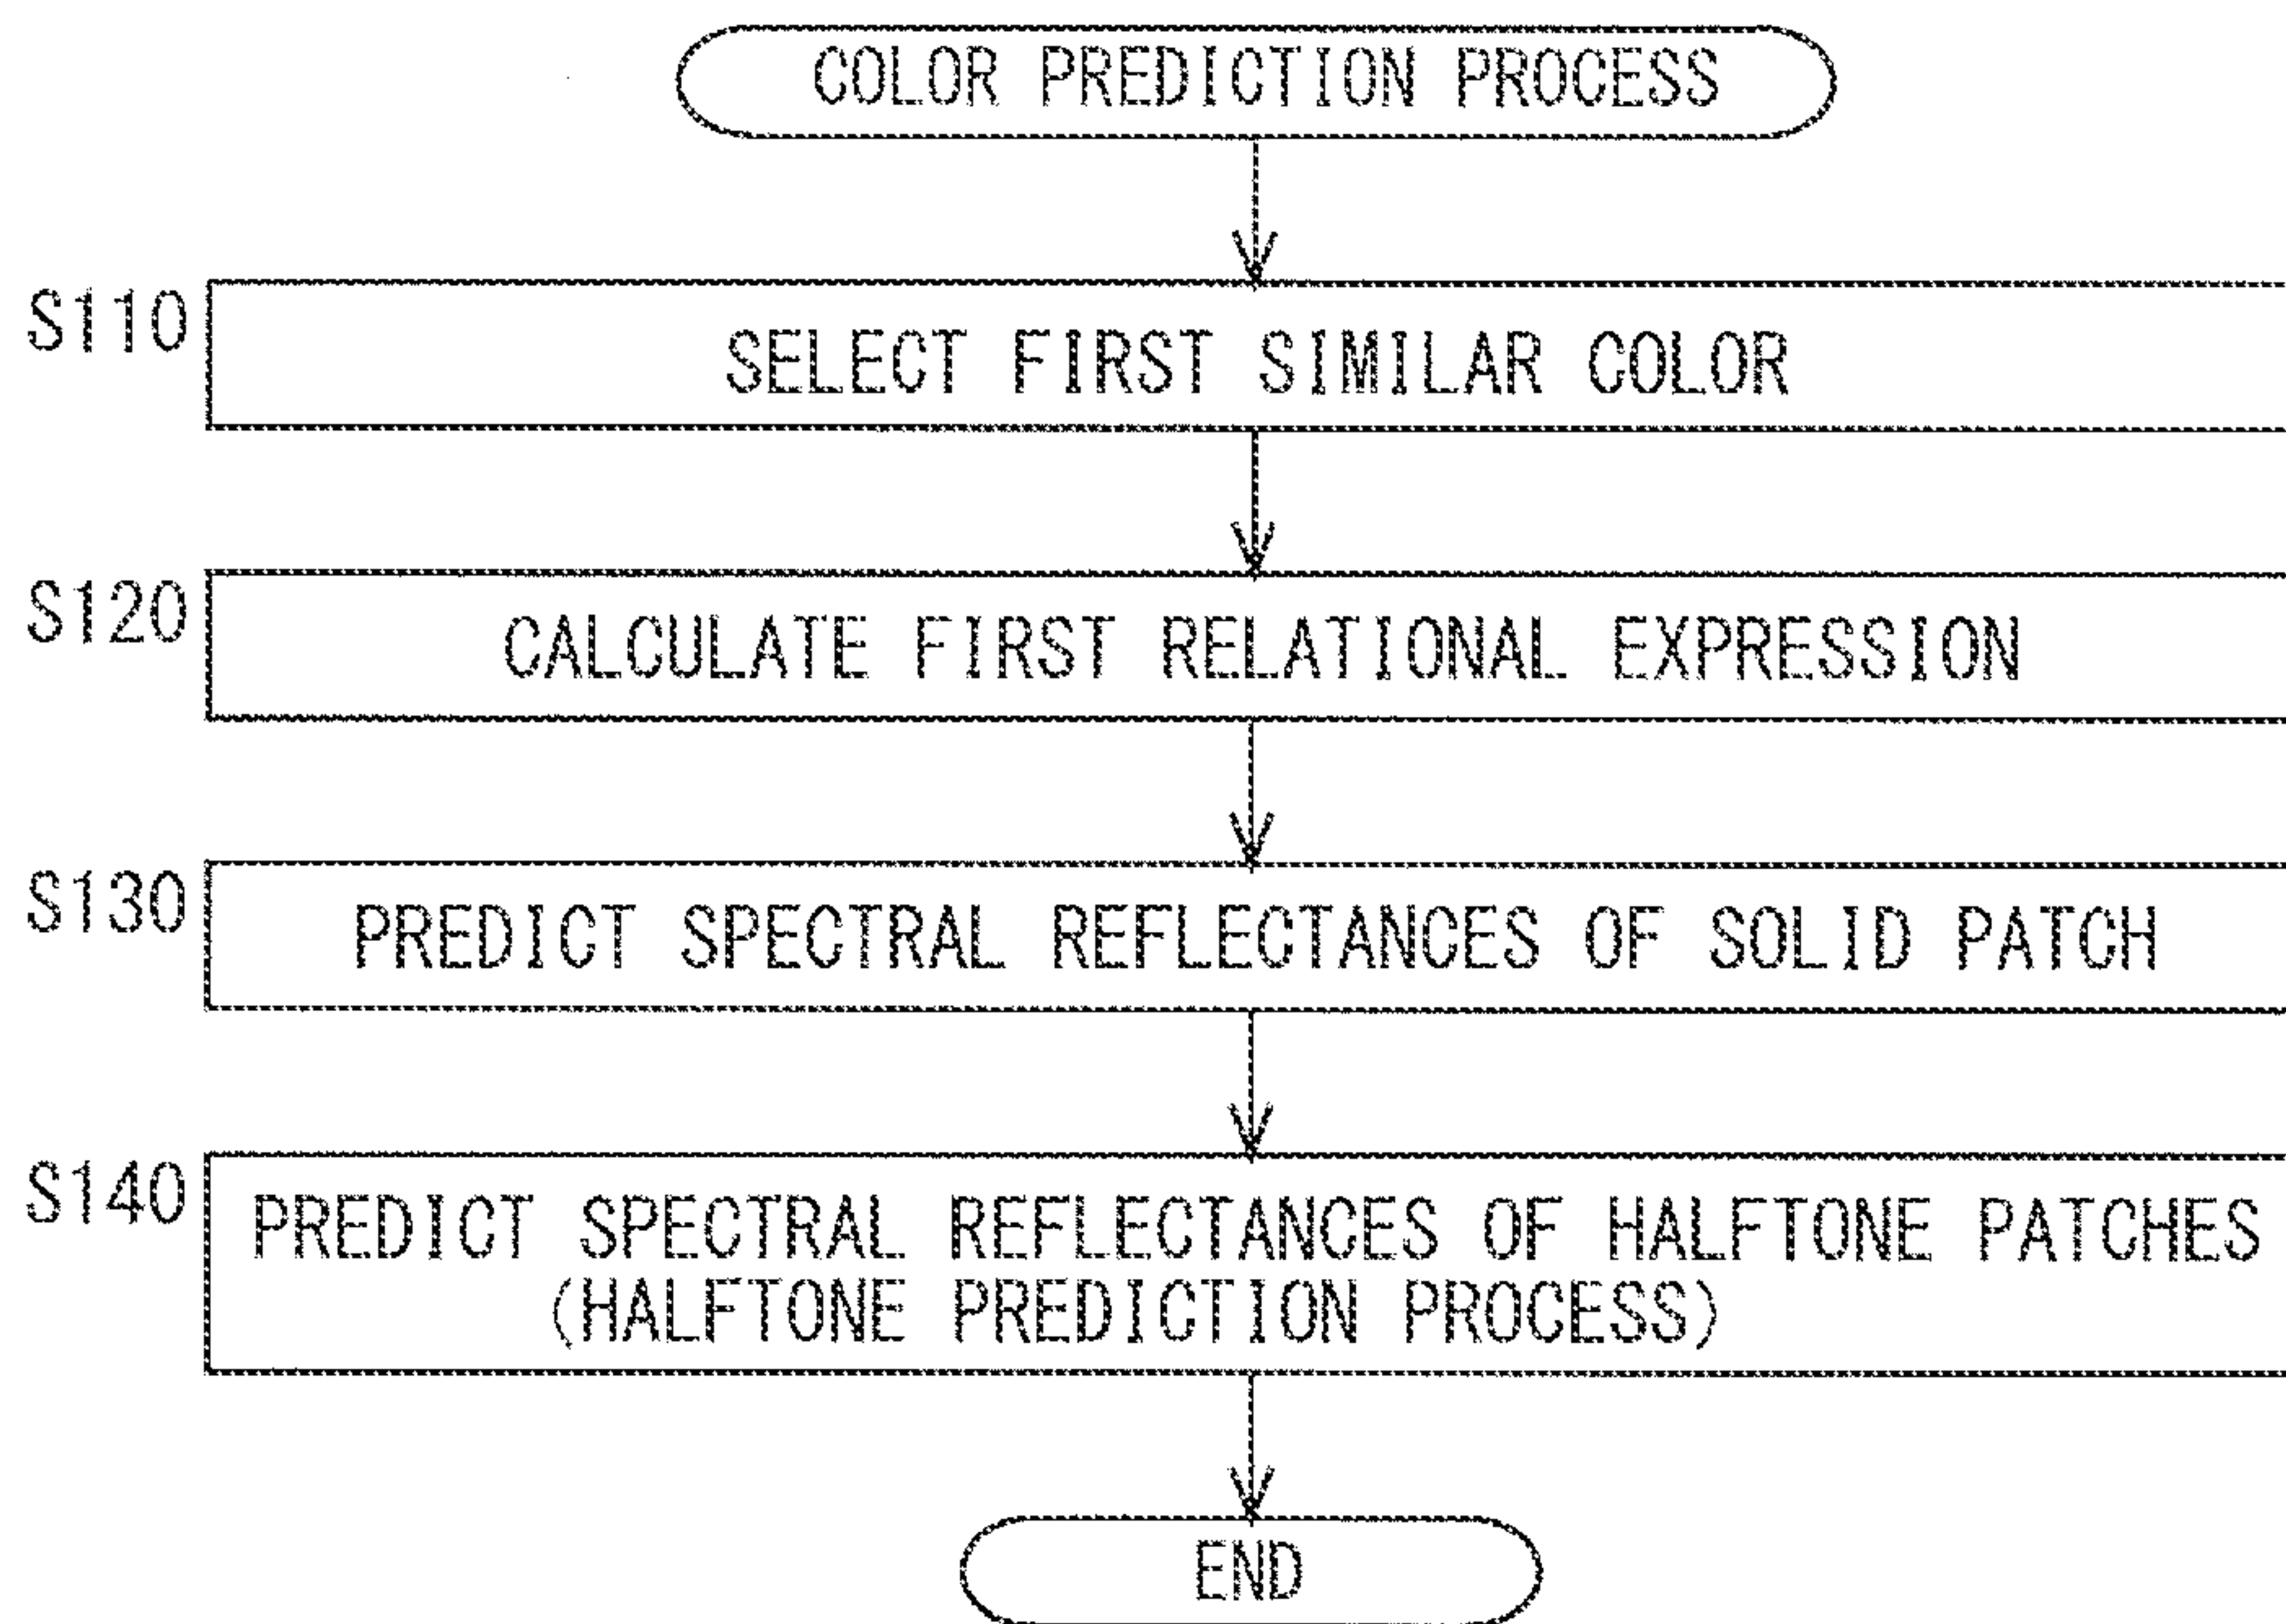 COLOR PREDICTION PROCESS
S110
SELECT FIRST SIMILAR COLOR
S120
CALCULATE FIRST RELATIONAL EXPRESSION
S130
PREDICT SPECTRAL REFLECTANCES OF SOLID PATCH
S140
PREDICT SPECTRAL REFLECTANCES OF HALFTONE PATCHES
(HALFTONE PREDICTION PROCESS)
END